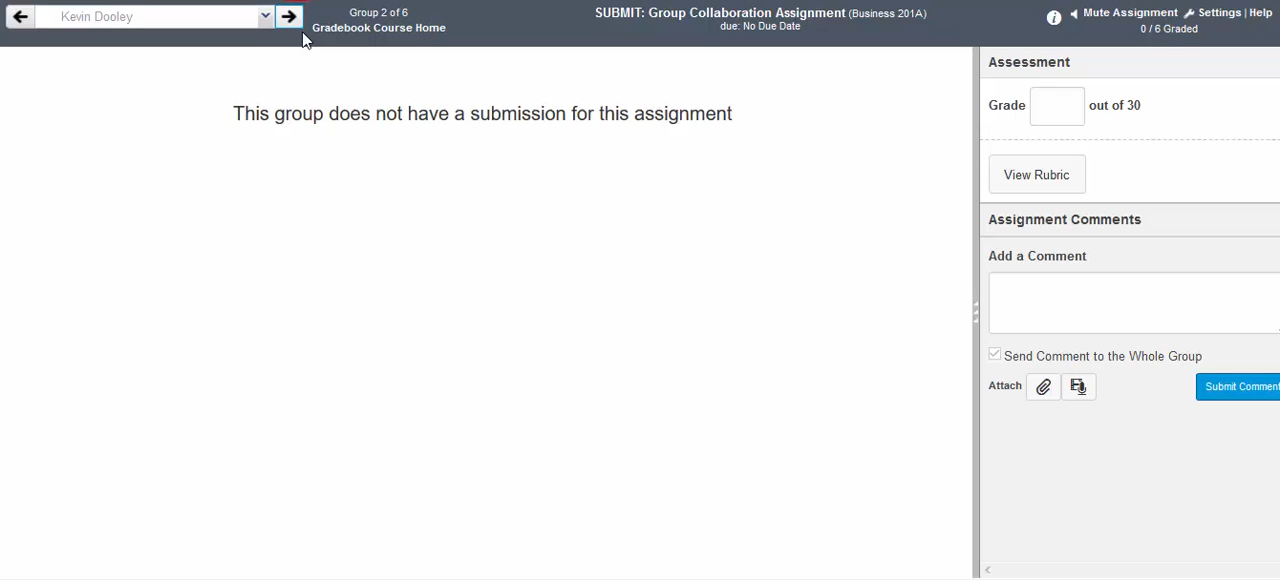 Kevin Dooley
Group 2 of 6
Gradebook Course Home
SUBMIT: Group Collaboration Assignment (Business 201A)
due: No Due Date
Mute Assignment Settings | Help
0 / 6 Graded
This group does not have a submission for this assignment
Assessment
Grade out of 30
View Rubric
Assignment Comments
Add a Comment
Send Comment to the Whole Group
Attach
Submit Comment